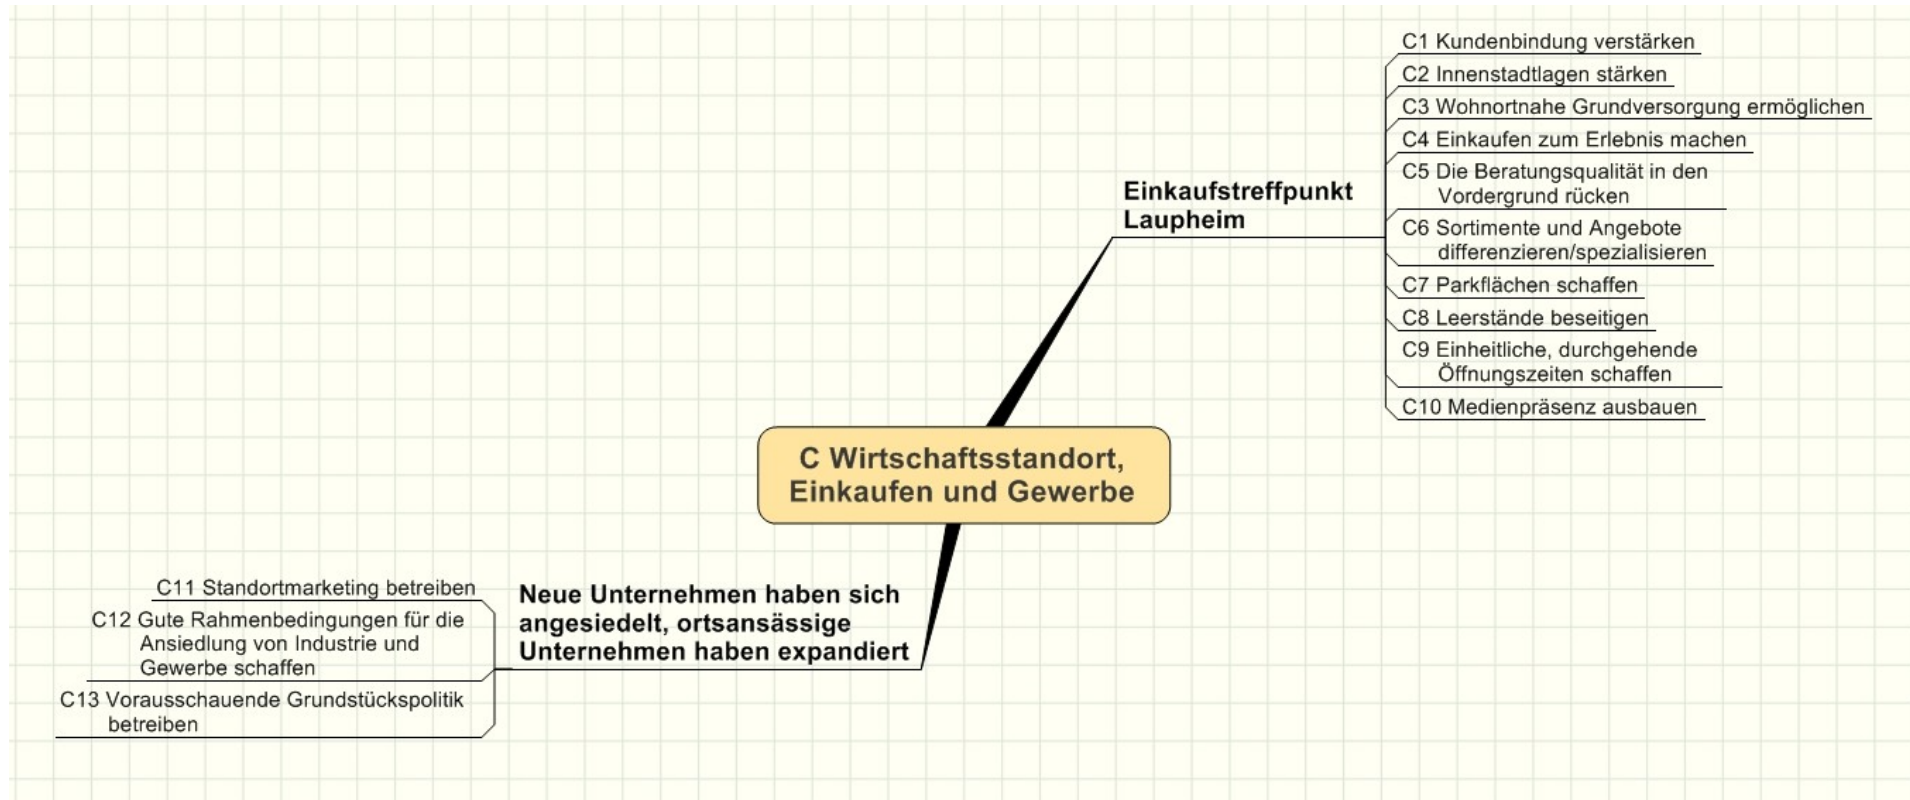 C1 Kundenbindung verstärken
C2 Innenstadtlagen stärken
C3 Wohnortnahe Grundversorgung ermöglichen
C4 Einkaufen zum Erlebnis machen
C5 Die Beratungsqualität in den
Vordergrund rücken
C6 Sortimente und Angebote
differenzieren/spezialisieren
C7 Parkflächen schaffen
C8 Leerstände beseitigen
C9 Einheitliche, durchgehende
Öffnungszeiten schaffen
C10 Medienpräsenz ausbauen
Einkaufstreffpunkt
Laupheim
C Wirtschaftsstandort,
Einkaufen und Gewerbe
Neue Unternehmen haben sich
angesiedelt, ortsansässige
Unternehmen haben expandiert
C11 Standortmarketing betreiben
C12 Gute Rahmenbedingungen für die
Ansiedlung von Industrie und
Gewerbe schaffen
C13 Vorausschauende Grundstückspolitik
betreiben